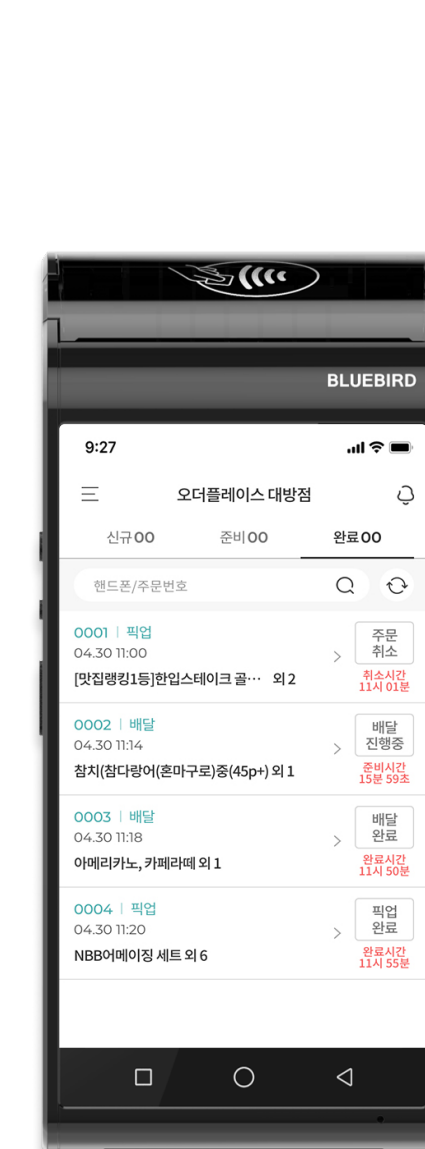 BLUEBIRD
9:27
오더플레이스 대방점
신규00 준비00 완료00
핸드폰/주문번호
0001 | 픽업
04.30 11:00
[맛집랭킹1등]한입스테이크 골… 외 2
주문
취소
취소시간
11시 01분
0002 | 배달
04.30 11:14
참치(참다랑어(혼마구로)중(45p+) 외 1
배달
진행중
준비시간
15분 59초
0003 | 배달
04.30 11:18
아메리카노, 카페라떼 외 1
배달
완료
완료시간
11시 50분
0004 | 픽업
04.30 11:20
NBB어메이징 세트 외 6
픽업
완료
완료시간
11시 55분